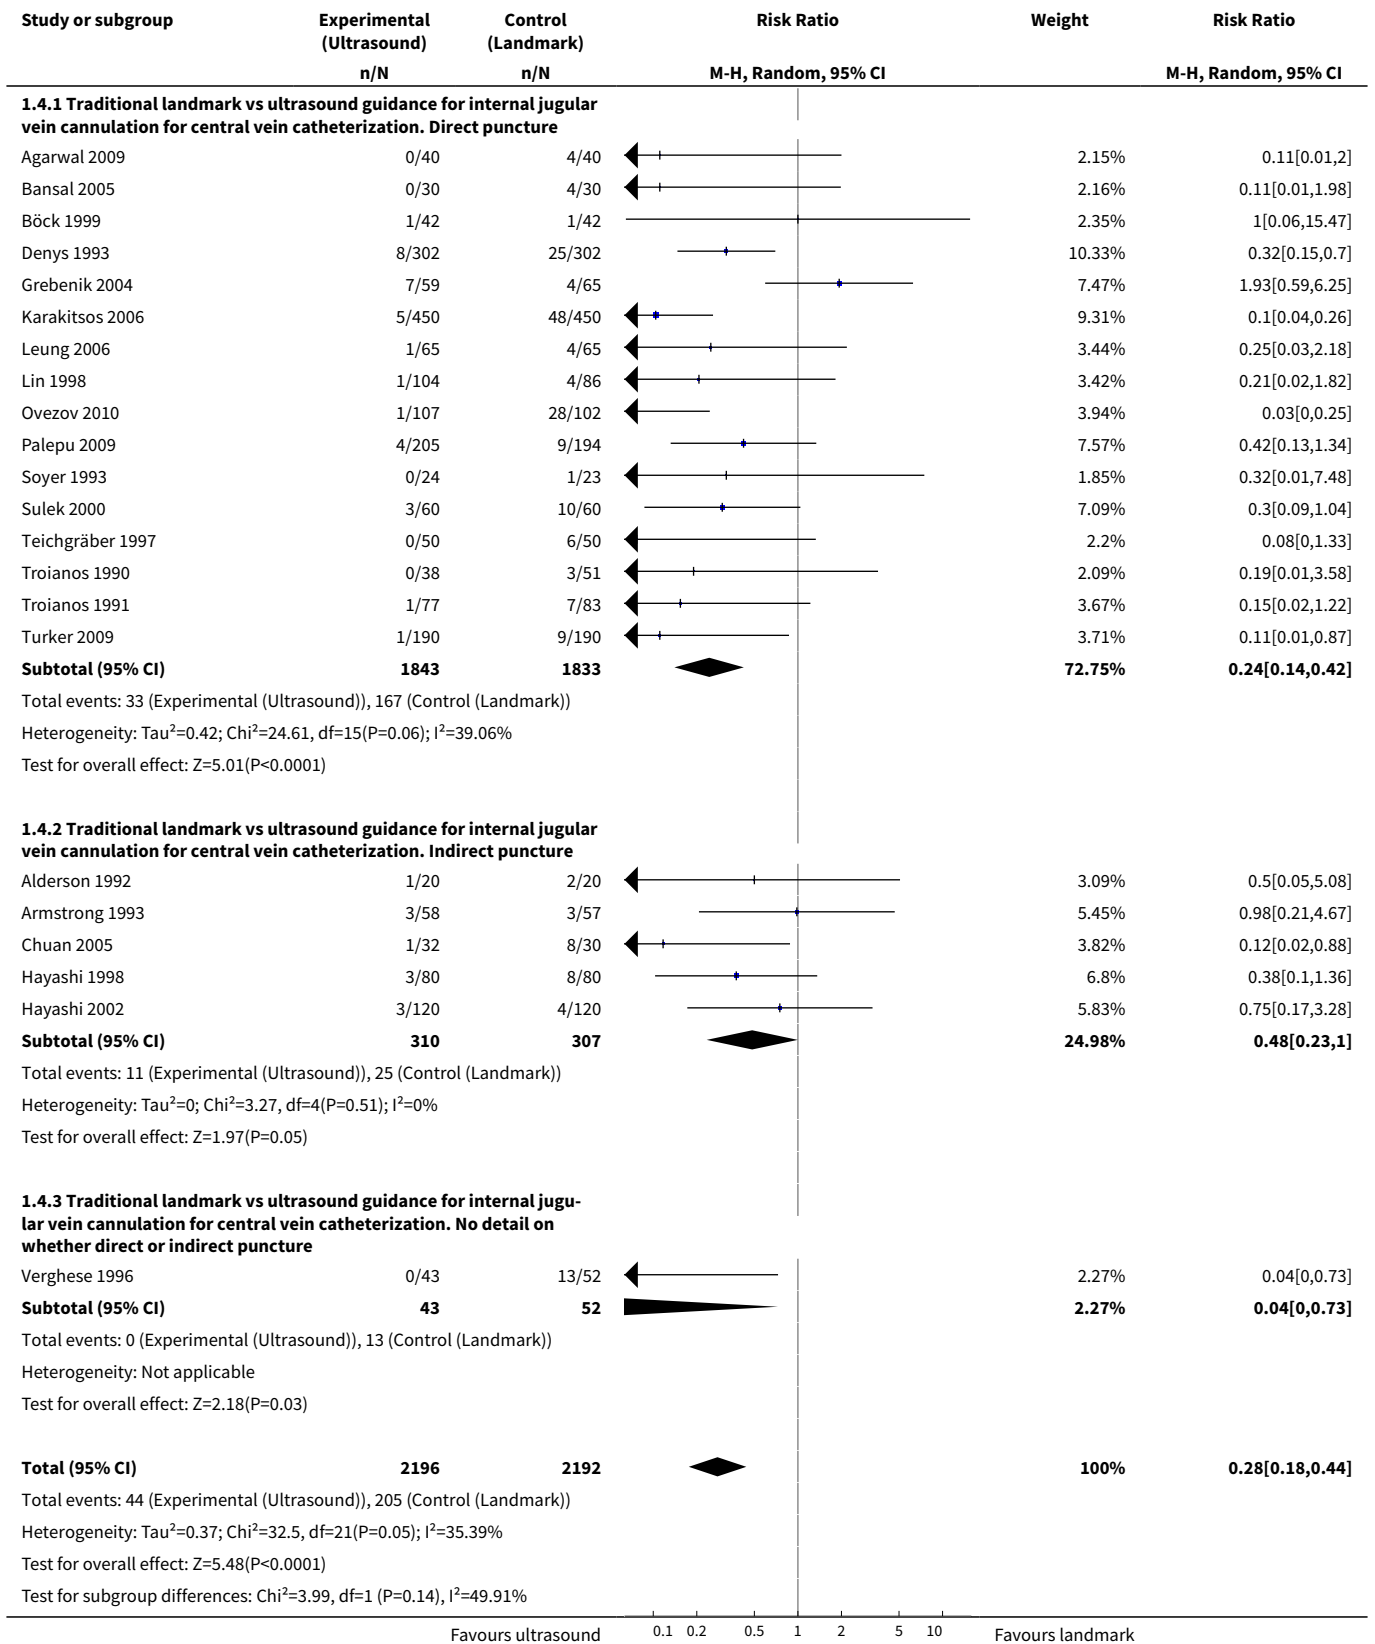 Study or subgroup Experimental Control Risk Ratio Weight Risk Ratio
(Ultrasound) (Landmark)
n/N n/N M-H, Random, 95% CI M-H, Random, 95% CI
1.4.1 Traditional landmark vs ultrasound guidance for internal jugular
vein cannulation for central vein catheterization. Direct puncture
Agarwal 2009 0/40 4/40 2.15% 0.11[0.01,2]
Bansal 2005 0/30 4/30 2.16% 0.11[0.01,1.98]
Böck 1999 1/42 1/42 2.35% 1[0.06,15.47]
Denys 1993 8/302 25/302 10.33% 0.32[0.15,0.7]
Grebenik 2004 7/59 4/65 7.47% 1.93[0.59,6.25]
Karakitsos 2006 5/450 48/450 9.31% 0.1[0.04,0.26]
Leung 2006 1/65 4/65 3.44% 0.25[0.03,2.18]
Lin 1998 1/104 4/86 3.42% 0.21[0.02,1.82]
Ovezov 2010 1/107 28/102 3.94% 0.03[0,0.25]
Palepu 2009 4/205 9/194 7.57% 0.42[0.13,1.34]
Soyer 1993 0/24 1/23 1.85% 0.32[0.01,7.48]
Sulek 2000 3/60 10/60 7.09% 0.3[0.09,1.04]
Teichgräber 1997 0/50 6/50 2.2% 0.08[0,1.33]
Troianos 1990 0/38 3/51 2.09% 0.19[0.01,3.58]
Troianos 1991 1/77 7/83 3.67% 0.15[0.02,1.22]
Turker 2009 1/190 9/190 3.71% 0.11[0.01,0.87]
Subtotal (95% CI) 1843 1833 72.75% 0.24[0.14,0.42]
Total events: 33 (Experimental (Ultrasound)), 167 (Control (Landmark))
Heterogeneity: Tau²=0.42; Chi²=24.61, df=15(P=0.06); I²=39.06%
Test for overall effect: Z=5.01(P<0.0001)
1.4.2 Traditional landmark vs ultrasound guidance for internal jugular
vein cannulation for central vein catheterization. Indirect puncture
Alderson 1992 1/20 2/20 3.09% 0.5[0.05,5.08]
Armstrong 1993 3/58 3/57 5.45% 0.98[0.21,4.67]
Chuan 2005 1/32 8/30 3.82% 0.12[0.02,0.88]
Hayashi 1998 3/80 8/80 6.8% 0.38[0.1,1.36]
Hayashi 2002 3/120 4/120 5.83% 0.75[0.17,3.28]
Subtotal (95% CI) 310 307 24.98% 0.48[0.23,1]
Total events: 11 (Experimental (Ultrasound)), 25 (Control (Landmark))
Heterogeneity: Tau²=0; Chi²=3.27, df=4(P=0.51); I²=0%
Test for overall effect: Z=1.97(P=0.05)
1.4.3 Traditional landmark vs ultrasound guidance for internal jugu-
lar vein cannulation for central vein catheterization. No detail on
whether direct or indirect puncture
Verghese 1996 0/43 13/52 2.27% 0.04[0,0.73]
Subtotal (95% CI) 43 52 2.27% 0.04[0,0.73]
Total events: 0 (Experimental (Ultrasound)), 13 (Control (Landmark))
Heterogeneity: Not applicable
Test for overall effect: Z=2.18(P=0.03)
Total (95% CI) 2196 2192 100% 0.28[0.18,0.44]
Total events: 44 (Experimental (Ultrasound)), 205 (Control (Landmark))
Heterogeneity: Tau²=0.37; Chi²=32.5, df=21(P=0.05); I²=35.39%
Test for overall effect: Z=5.48(P<0.0001)
Test for subgroup differences: Chi²=3.99, df=1 (P=0.14), I²=49.91%
Favours ultrasound 0.1 0.2 0.5 1 2 5 10 Favours landmark